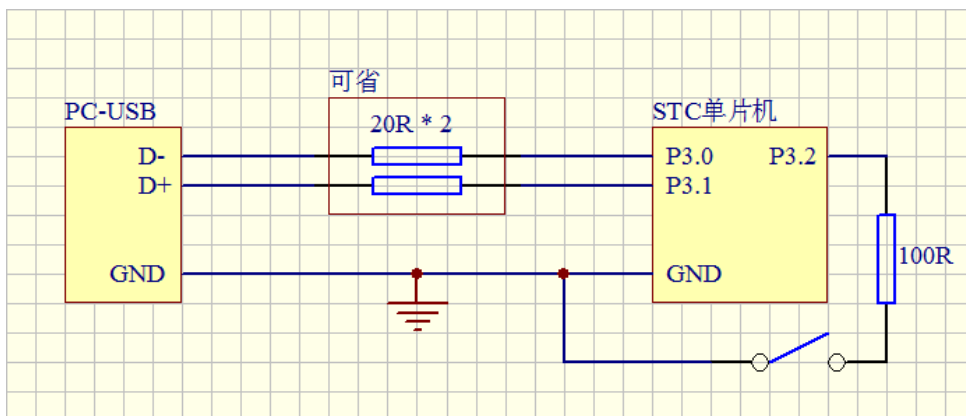 可省
PC-USB
20R * 2
STC单片机
D-
P3.0
P3.2
D+
P3.1
100R
GND
GND